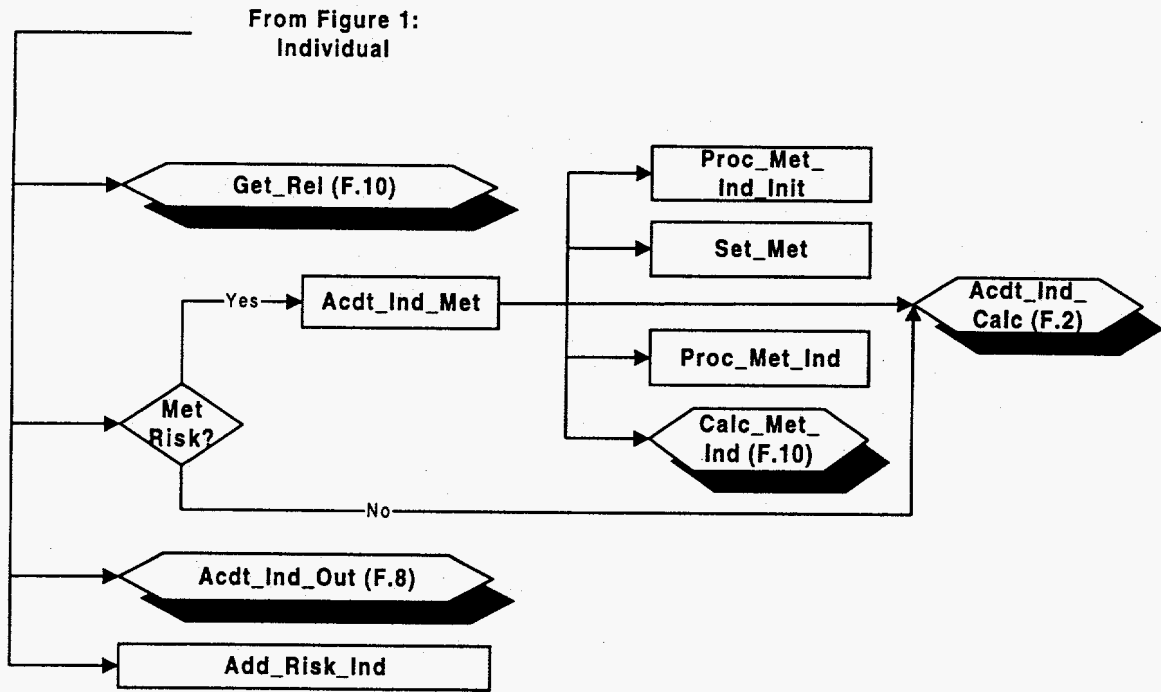 From Figure 1:
Individual
Get_Rel (F.10)
Proc_Met_
Ind_Init
Set_Met
Yes
Acdt_Ind_Met
Acdt_Ind_
Calc (F.2)
Proc_Met_Ind
Met
Risk?
Calc_Met_
Ind (F.10)
No
Acdt_Ind_Out (F.8)
Add_Risk_Ind